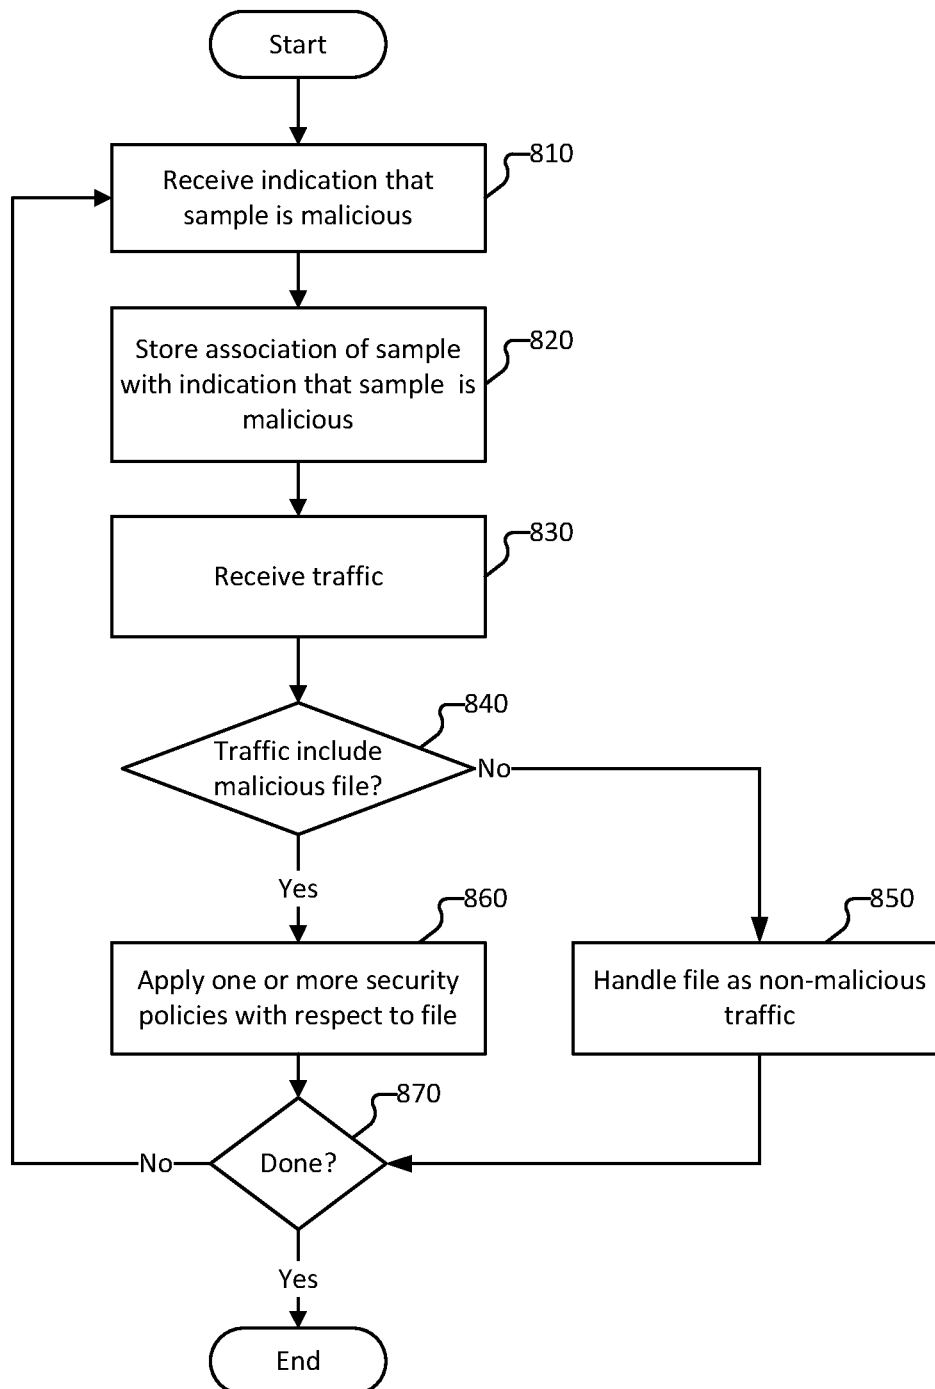 Start
810
Receive indication that
sample is malicious
820
Store association of sample
with indication that sample  is
malicious
830
Receive traffic
840
Traffic include
malicious file?
No
Yes
860
850
Apply one or more security
policies with respect to file
Handle file as non-malicious
traffic
870
Done?
No
Yes
End